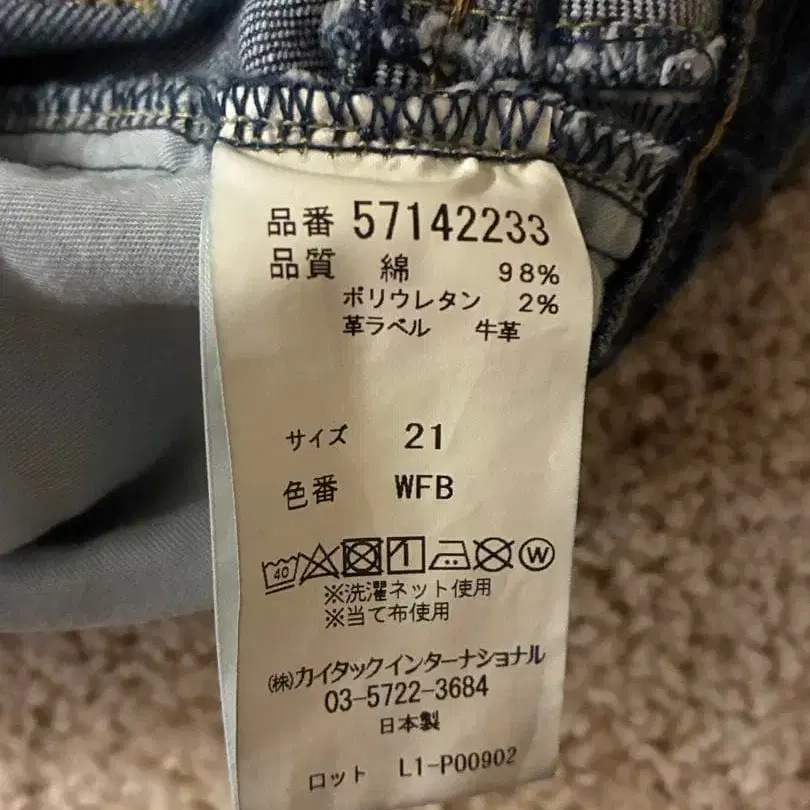 品番 57142233
品質 綿 98%
ポリウレタン 2%
革ラベル 牛革
サイズ 21
色番 WFB
40 W
※洗濯ネット使用
※当て布使用
㈱カイタックインターナショナル
03-5722-3684
日本製
ロット L1-P00902